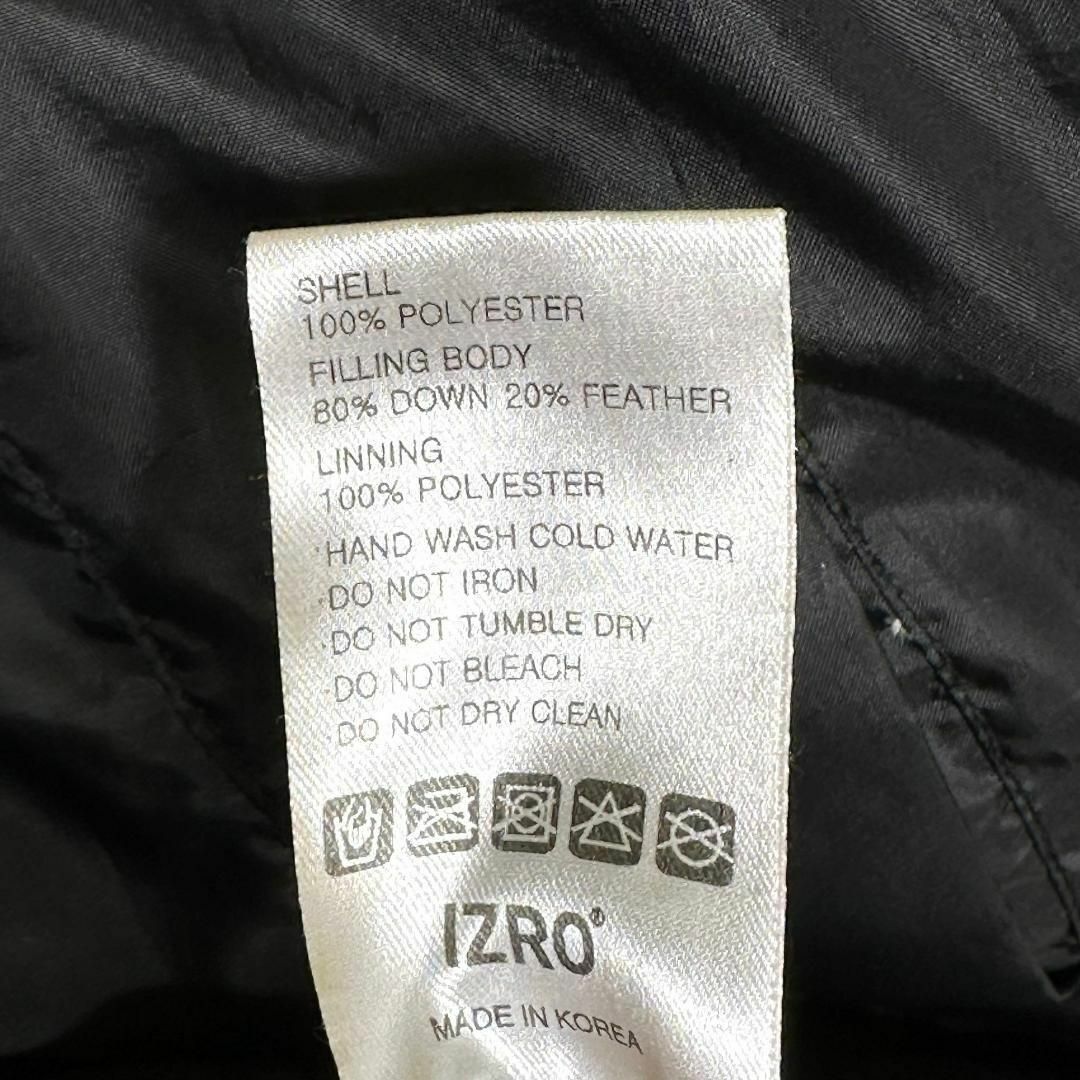 SHELL
100% POLYESTER
FILLING BODY
80% DOWN 20% FEATHER
LINNING
100% POLYESTER
·HAND WASH COLD WATER
·DO NOT IRON
·DO NOT TUMBLE DRY
·DO NOT BLEACH
·DO NOT DRY CLEAN
IZRO®
MADE IN KOREA